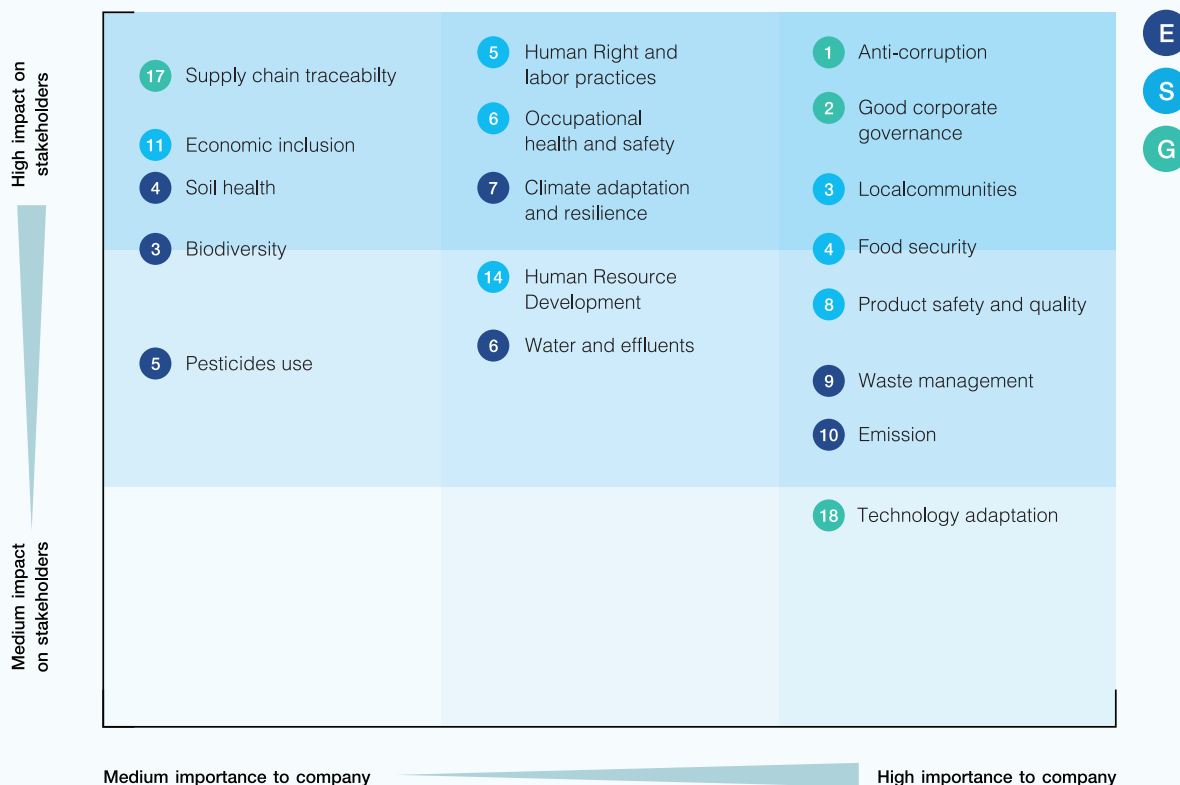 High impact on
stakeholders
Medium impact
on stakeholders
17 Supply chain traceabilty
11 Economic inclusion
4 Soil health
3 Biodiversity
5 Pesticides use
5 Human Right and
labor practices
6 Occupational
health and safety
7 Climate adaptation
and resilience
14 Human Resource
Development
6 Water and effluents
1 Anti-corruption
2 Good corporate
governance
3 Localcommunities
4 Food security
8 Product safety and quality
9 Waste management
10 Emission
18 Technology adaptation
E
S
G
Medium importance to company
High importance to company